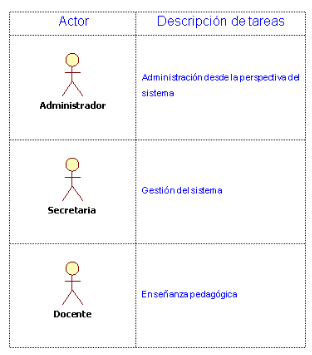 Actor Descripción de tareas
Administración desde la perspectiva del
sistema
Administrador
Gestión del sistema
Secretaria
Enseñanza pedagógica
Docente